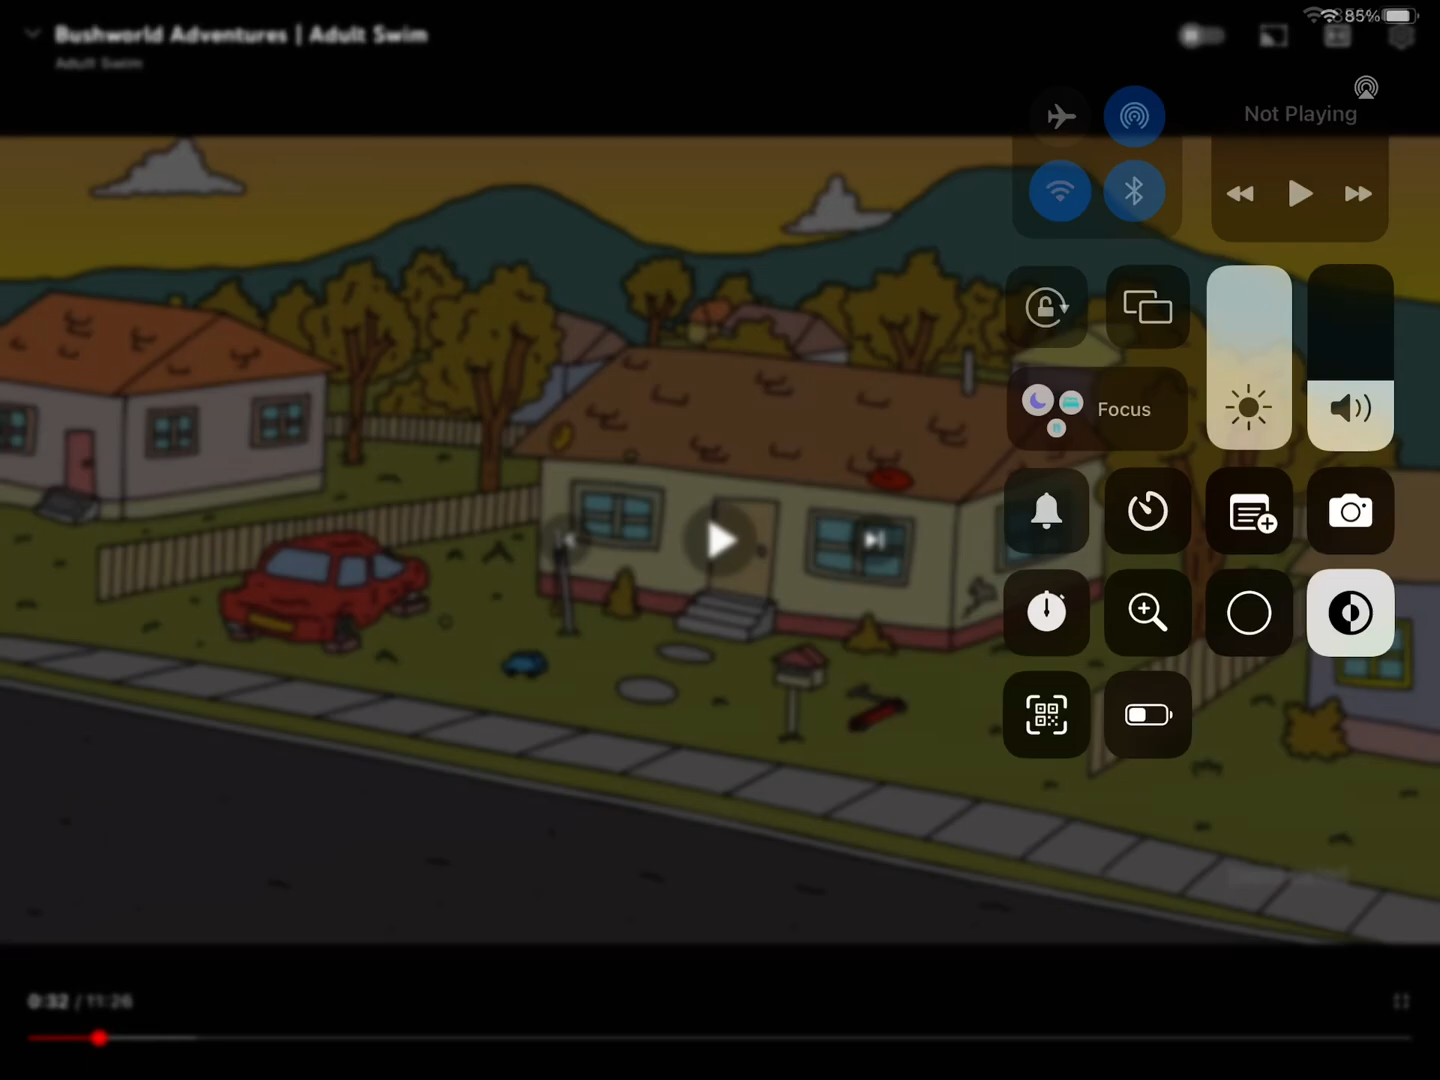 Bushworld Adventures | Adult Swim
Adult Swim
85%
Not Playing
Focus
0:32 / 11:26